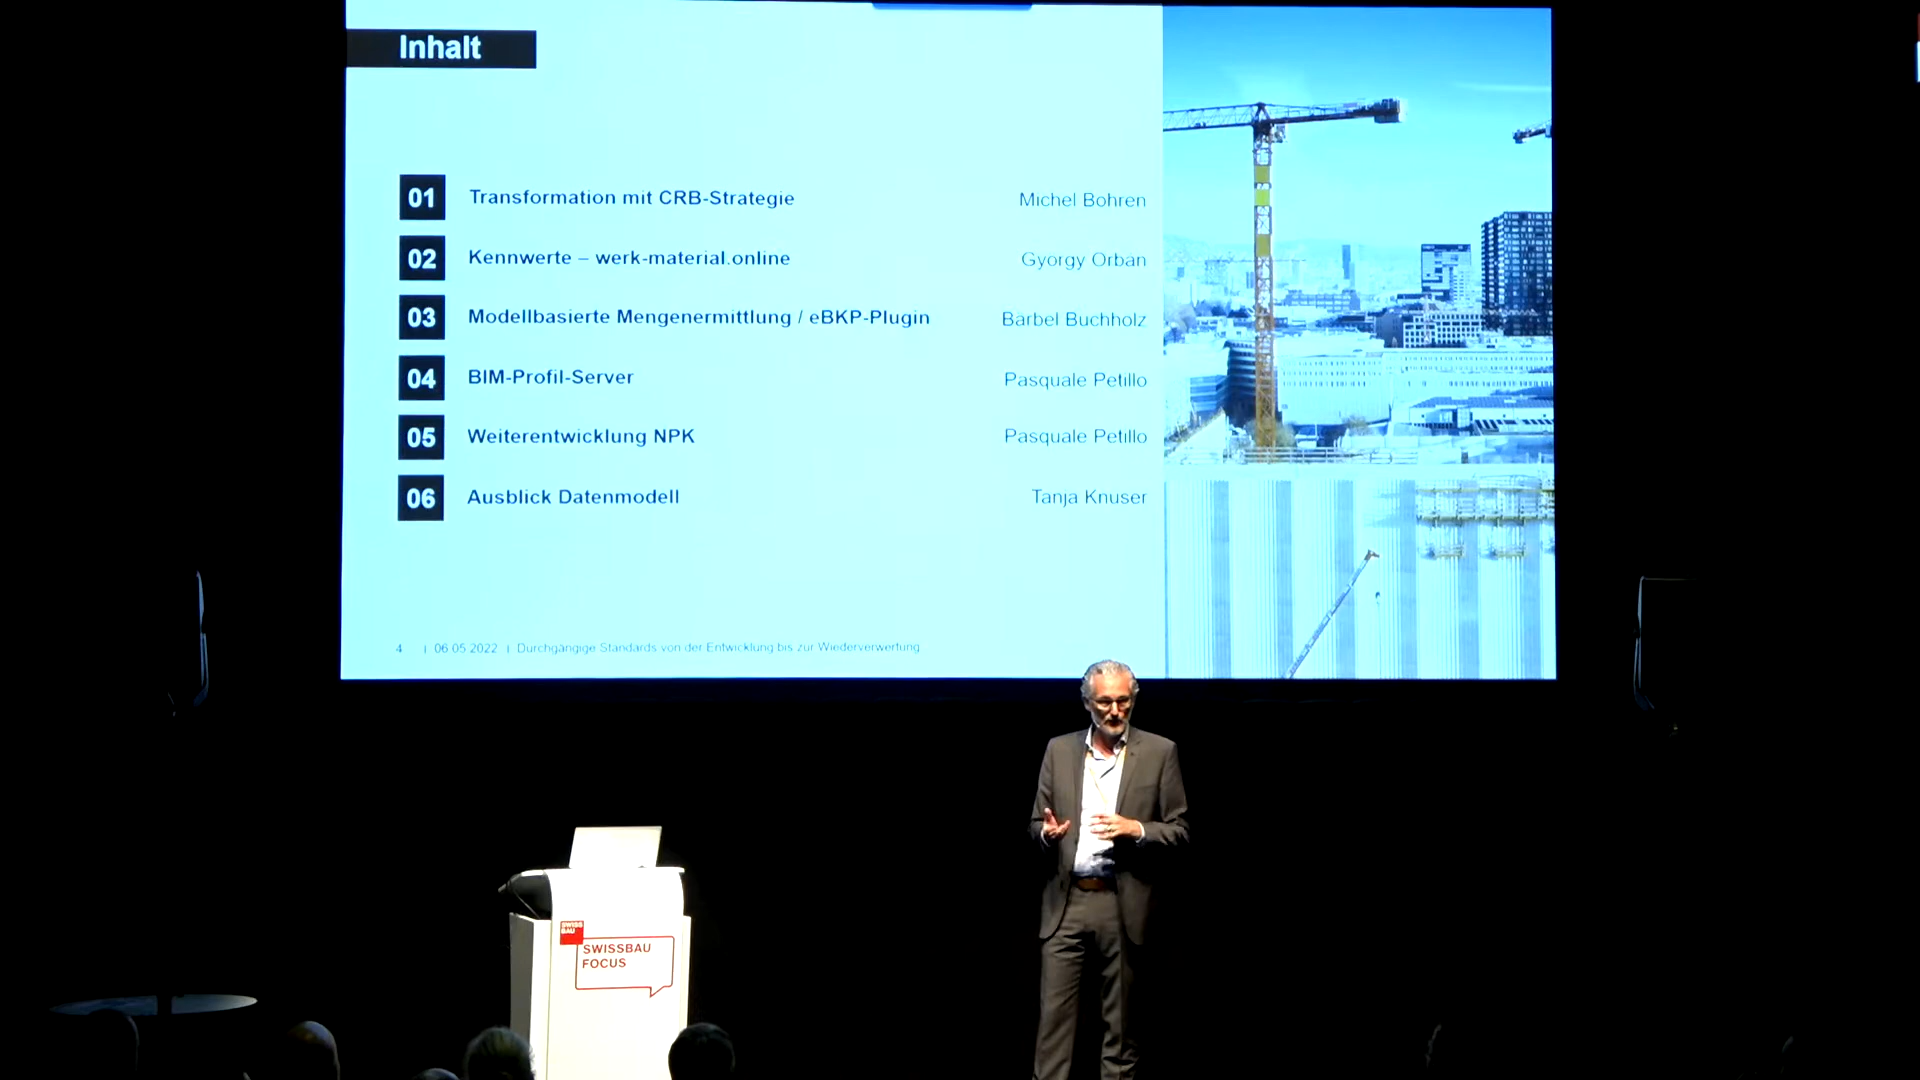 Inhalt
01 Transformation mit CRB-Strategie Michel Bohren
02 Kennwerte – werk-material.online Gyorgy Orban
03 Modellbasierte Mengenermittlung / eBKP-Plugin Barbel Buchholz
04 BIM-Profil-Server Pasquale Petillo
05 Weiterentwicklung NPK Pasquale Petillo
06 Ausblick Datenmodell Tanja Knuser
4 | 06.05.2022 | Durchgängige Standards von der Entwicklung bis zur Wiederverwertung
SWISS
BAU
SWISSBAU
FOCUS